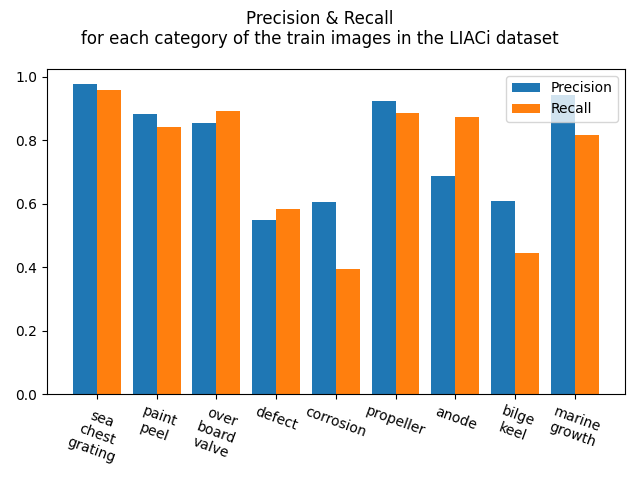 Precision & Recall
for each category of the train images in the LIACi dataset
Precision
Recall
1.0
0.8
0.6
0.4
0.2
0.0
sea
chest
grating
paint
peel
over
board
valve
defect
corrosion
propeller
anode
bilge
keel
marine
growth